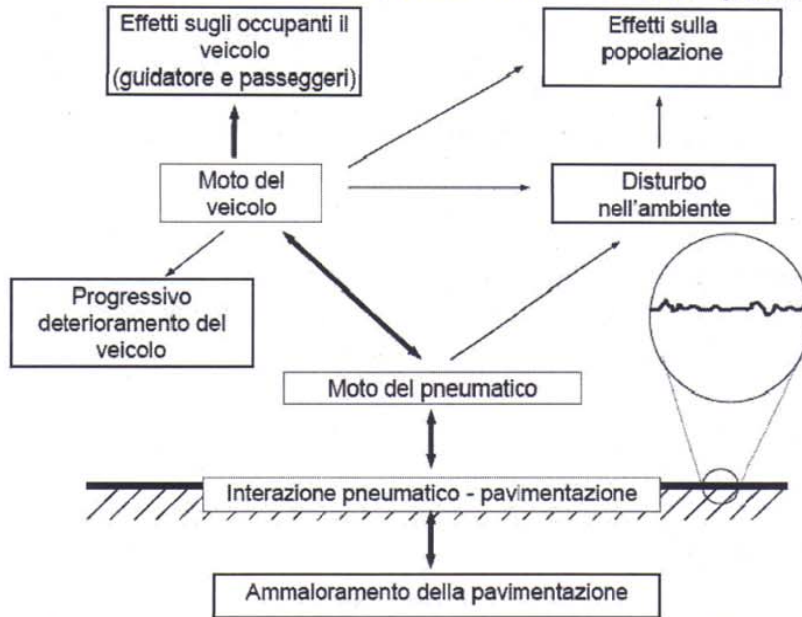 Effetti sugli occupanti il
veicolo
(guidatore e passeggeri)
Effetti sulla
popolazione
Moto del
veicolo
Disturbo
nell'ambiente
Progressivo
deterioramento del
veicolo
Moto del pneumatico
Interazione pneumatico - pavimentazione
Ammaloramento della pavimentazione